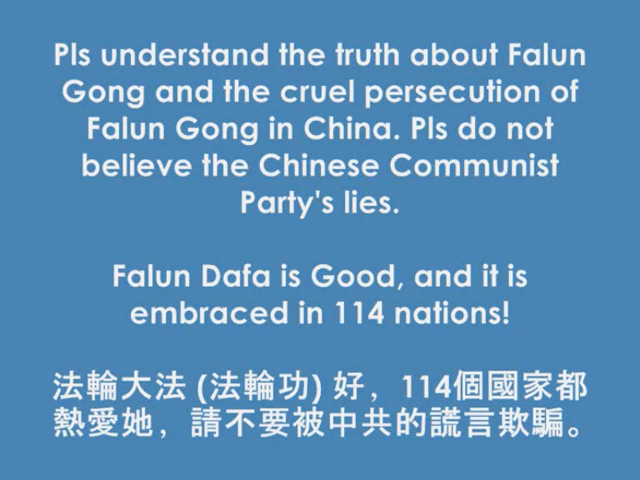 Pls understand the truth about Falun
Gong and the cruel persecution of
Falun Gong in China. Pls do not
believe the Chinese Communist
Party's lies.
Falun Dafa is Good, and it is
embraced in 114 nations!
法輪大法 (法輪功) 好，114個國家都
熱愛她，請不要被中共的謊言欺騙。